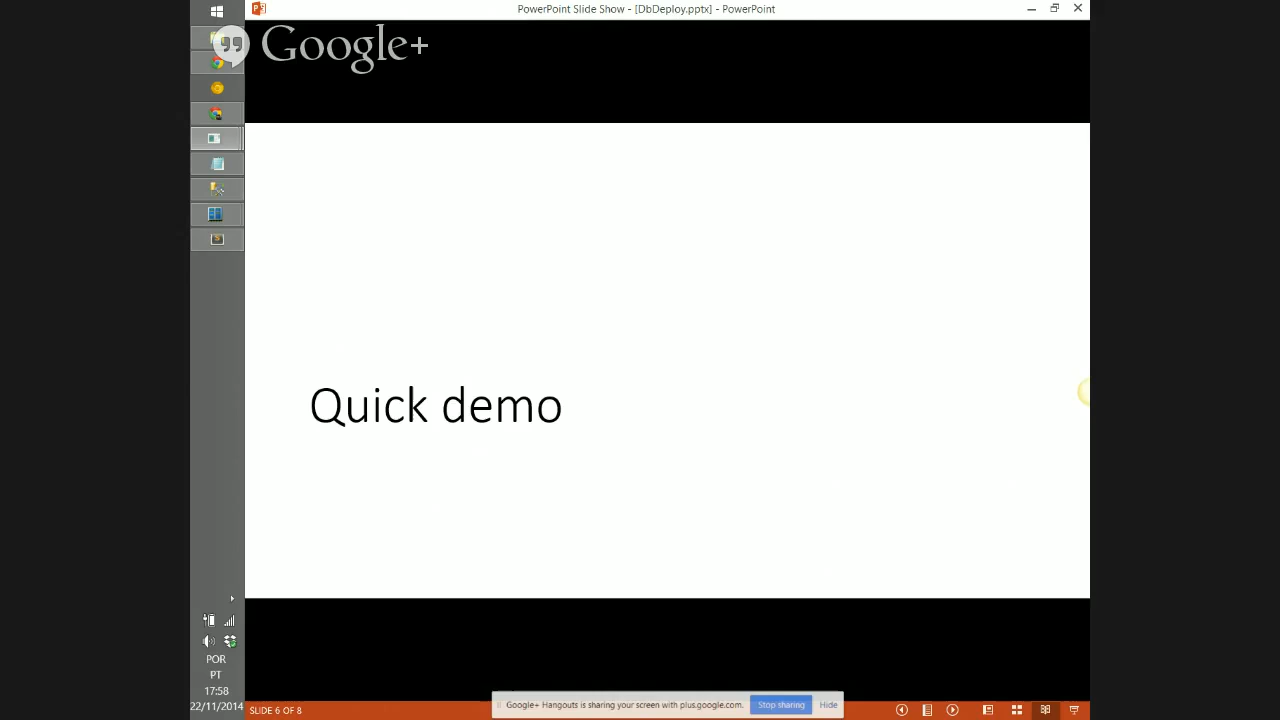 PowerPoint Slide Show - [DbDeploy.pptx] - PowerPoint
Google+
Quick demo
POR
PT
17:58
22/11/2014
Google+ Hangouts is sharing your screen with plus.google.com.
Stop sharing
Hide
SLIDE 6 OF 8